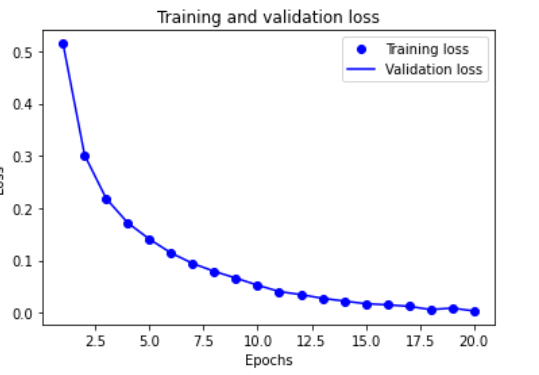 Training and validation loss
Training loss
Validation loss
0.5
0.4
0.3
0.2
0.1
0.0
Loss
2.5 5.0 7.5 10.0 12.5 15.0 17.5 20.0
Epochs